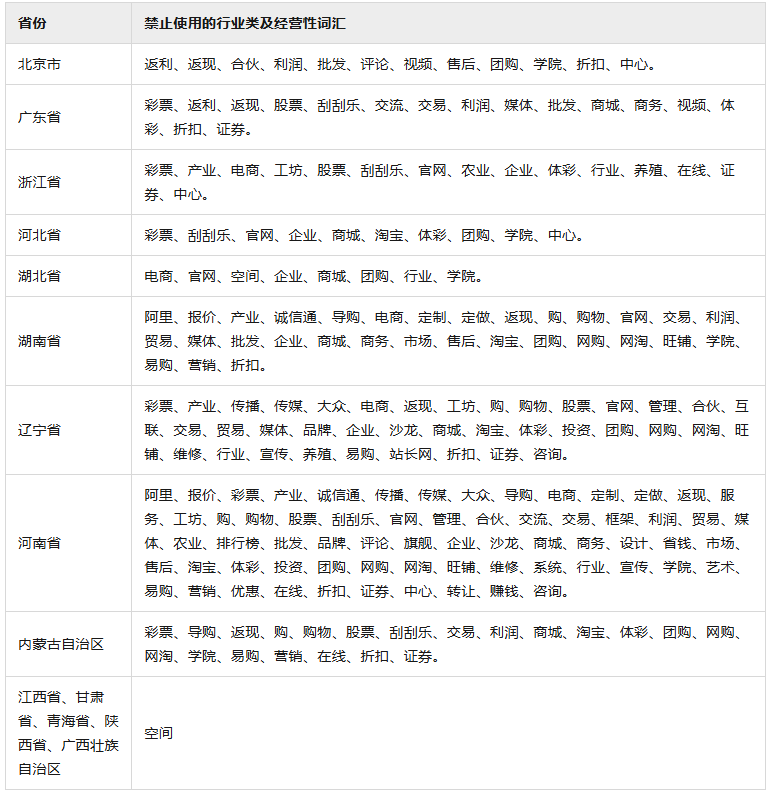 省份
禁止使用的行业类及经营性词汇
北京市
返利、返现、合伙、利润、批发、评论、视频、售后、团购、学院、折扣、中心。
广东省
彩票、返利、返现、股票、刮刮乐、交流、交易、利润、媒体、批发、商城、商务、视频、体
彩、折扣、证券。
浙江省
彩票、产业、电商、工坊、股票、刮刮乐、官网、农业、企业、体彩、行业、养殖、在线、证
券、中心。
河北省
彩票、刮刮乐、官网、企业、商城、淘宝、体彩、团购、学院、中心。
湖北省
电商、官网、空间、企业、商城、团购、行业、学院。
湖南省
阿里、报价、产业、诚信通、导购、电商、定制、定做、返现、购、购物、官网、交易、利润、
贸易、媒体、批发、企业、商城、商务、市场、售后、淘宝、团购、网购、网淘、旺铺、学院、
易购、营销、折扣。
辽宁省
彩票、产业、传播、传媒、大众、电商、返现、工坊、购、购物、股票、官网、管理、合伙、互
联、交易、贸易、媒体、品牌、企业、沙龙、商城、淘宝、体彩、投资、团购、网购、网淘、旺
铺、维修、行业、宣传、养殖、易购、站长网、折扣、证券、咨询。
河南省
阿里、报价、彩票、产业、诚信通、传播、传媒、大众、导购、电商、定制、定做、返现、服
务、工坊、购、购物、股票、刮刮乐、官网、管理、合伙、交流、交易、框架、利润、贸易、媒
体、农业、排行榜、批发、品牌、评论、旗舰、企业、沙龙、商城、商务、设计、省钱、市场、
售后、淘宝、体彩、投资、团购、网购、网淘、旺铺、维修、系统、行业、宣传、学院、艺术、
易购、营销、优惠、在线、折扣、证券、中心、转让、赚钱、咨询。
内蒙古自治区
彩票、导购、返现、购、购物、股票、刮刮乐、交易、利润、商城、淘宝、体彩、团购、网购、
网淘、学院、易购、营销、在线、折扣、证券。
江西省、甘肃
省、青海省、陕
西省、广西壮族
自治区
空间